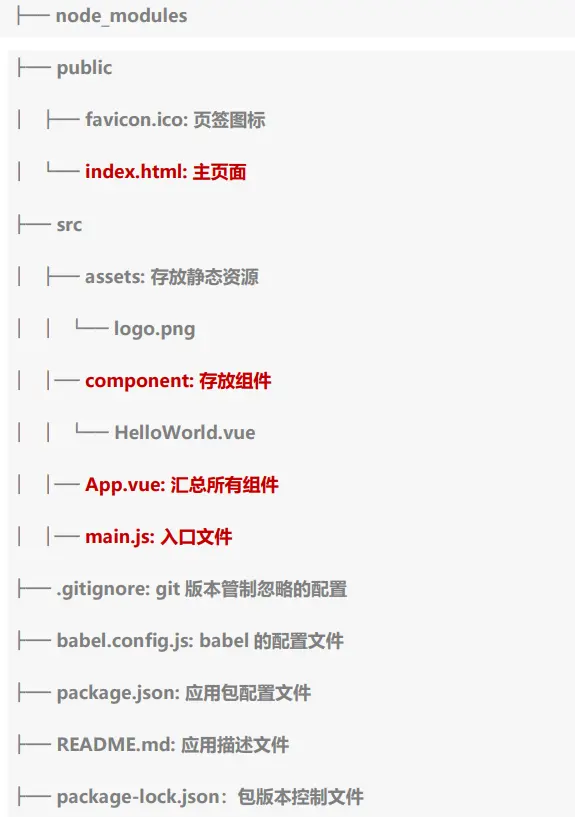 ├── node_modules
├── public
│   ├── favicon.ico: 页签图标
│   └── index.html: 主页面
├── src
│   ├── assets: 存放静态资源
│   │   └── logo.png
│   │── component: 存放组件
│   │   └── HelloWorld.vue
│   │── App.vue: 汇总所有组件
│   │── main.js: 入口文件
├── .gitignore: git 版本管制忽略的配置
├── babel.config.js: babel 的配置文件
├── package.json: 应用包配置文件
├── README.md: 应用描述文件
├── package-lock.json：包版本控制文件